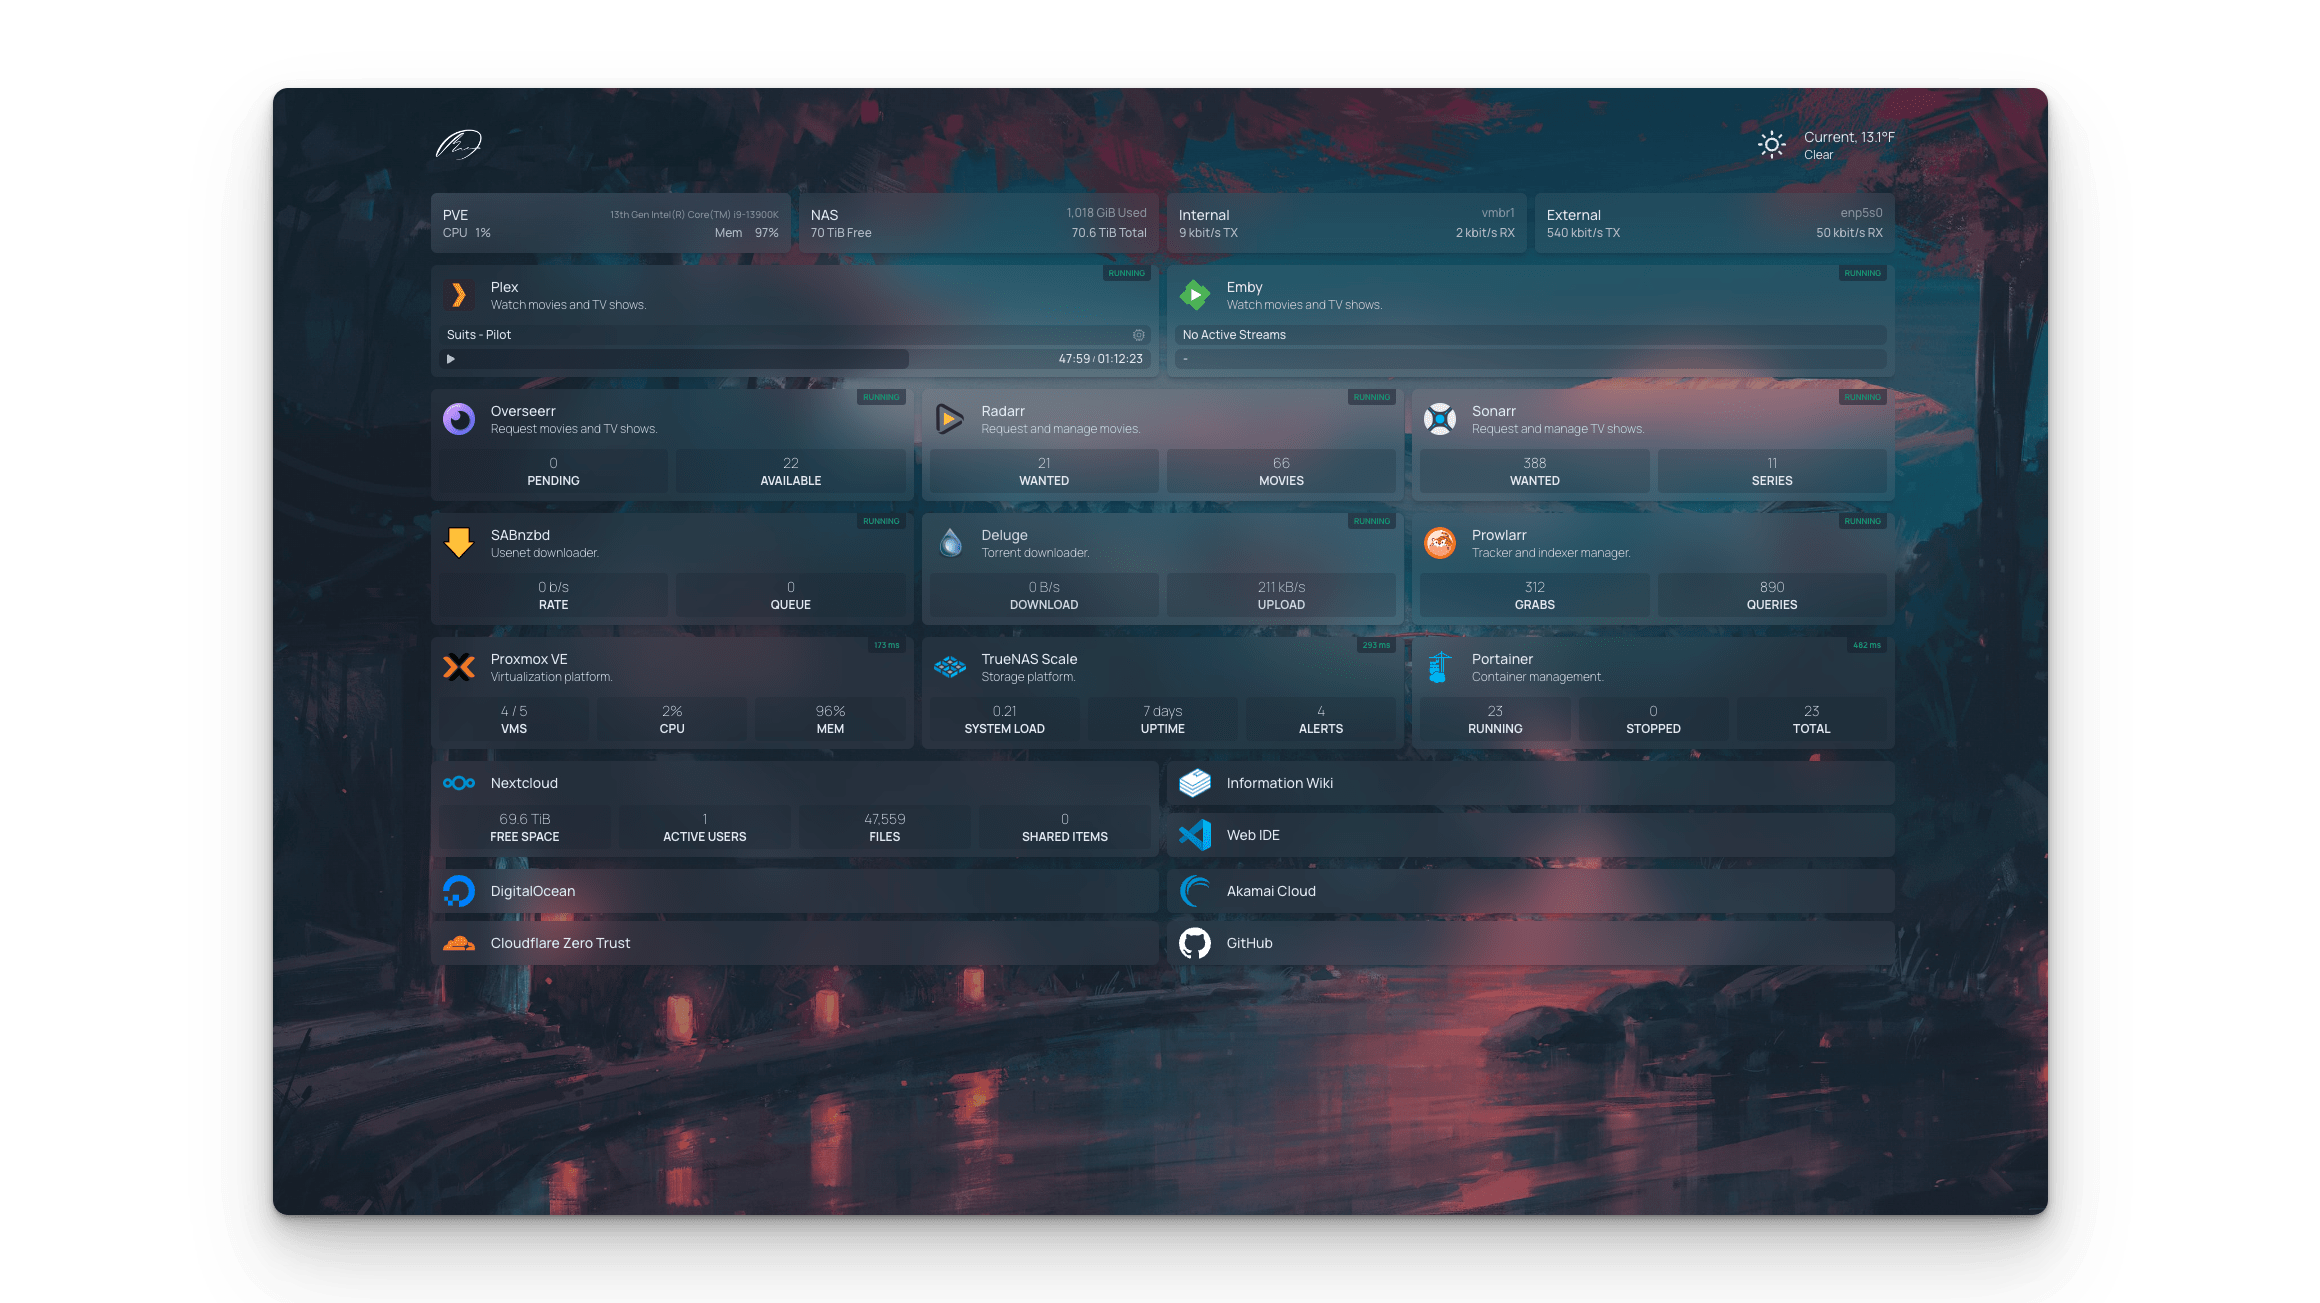 Current, 13.1°F
Clear
PVE 13th Gen Intel(R) Core(TM) i9-13900K
CPU 1% Mem 97%
NAS 1,018 GiB Used
70 TiB Free 70.6 TiB Total
Internal vmbr1
9 kbit/s TX 2 kbit/s RX
External enp5s0
540 kbit/s TX 50 kbit/s RX
RUNNING
Plex
Watch movies and TV shows.
Suits - Pilot
47:59 / 01:12:23
RUNNING
Emby
Watch movies and TV shows.
No Active Streams
-
RUNNING
Overseerr
Request movies and TV shows.
0 22
PENDING AVAILABLE
RUNNING
Radarr
Request and manage movies.
21 66
WANTED MOVIES
RUNNING
Sonarr
Request and manage TV shows.
388 11
WANTED SERIES
RUNNING
SABnzbd
Usenet downloader.
0 b/s 0
RATE QUEUE
RUNNING
Deluge
Torrent downloader.
0 B/s 211 kB/s
DOWNLOAD UPLOAD
RUNNING
Prowlarr
Tracker and indexer manager.
312 890
GRABS QUERIES
173 ms
Proxmox VE
Virtualization platform.
4 / 5 2% 96%
VMS CPU MEM
293 ms
TrueNAS Scale
Storage platform.
0.21 7 days 4
SYSTEM LOAD UPTIME ALERTS
462 ms
Portainer
Container management.
23 0 23
RUNNING STOPPED TOTAL
Nextcloud
69.6 TiB 1 47,559 0
FREE SPACE ACTIVE USERS FILES SHARED ITEMS
Information Wiki
Web IDE
DigitalOcean
Akamai Cloud
Cloudflare Zero Trust
GitHub